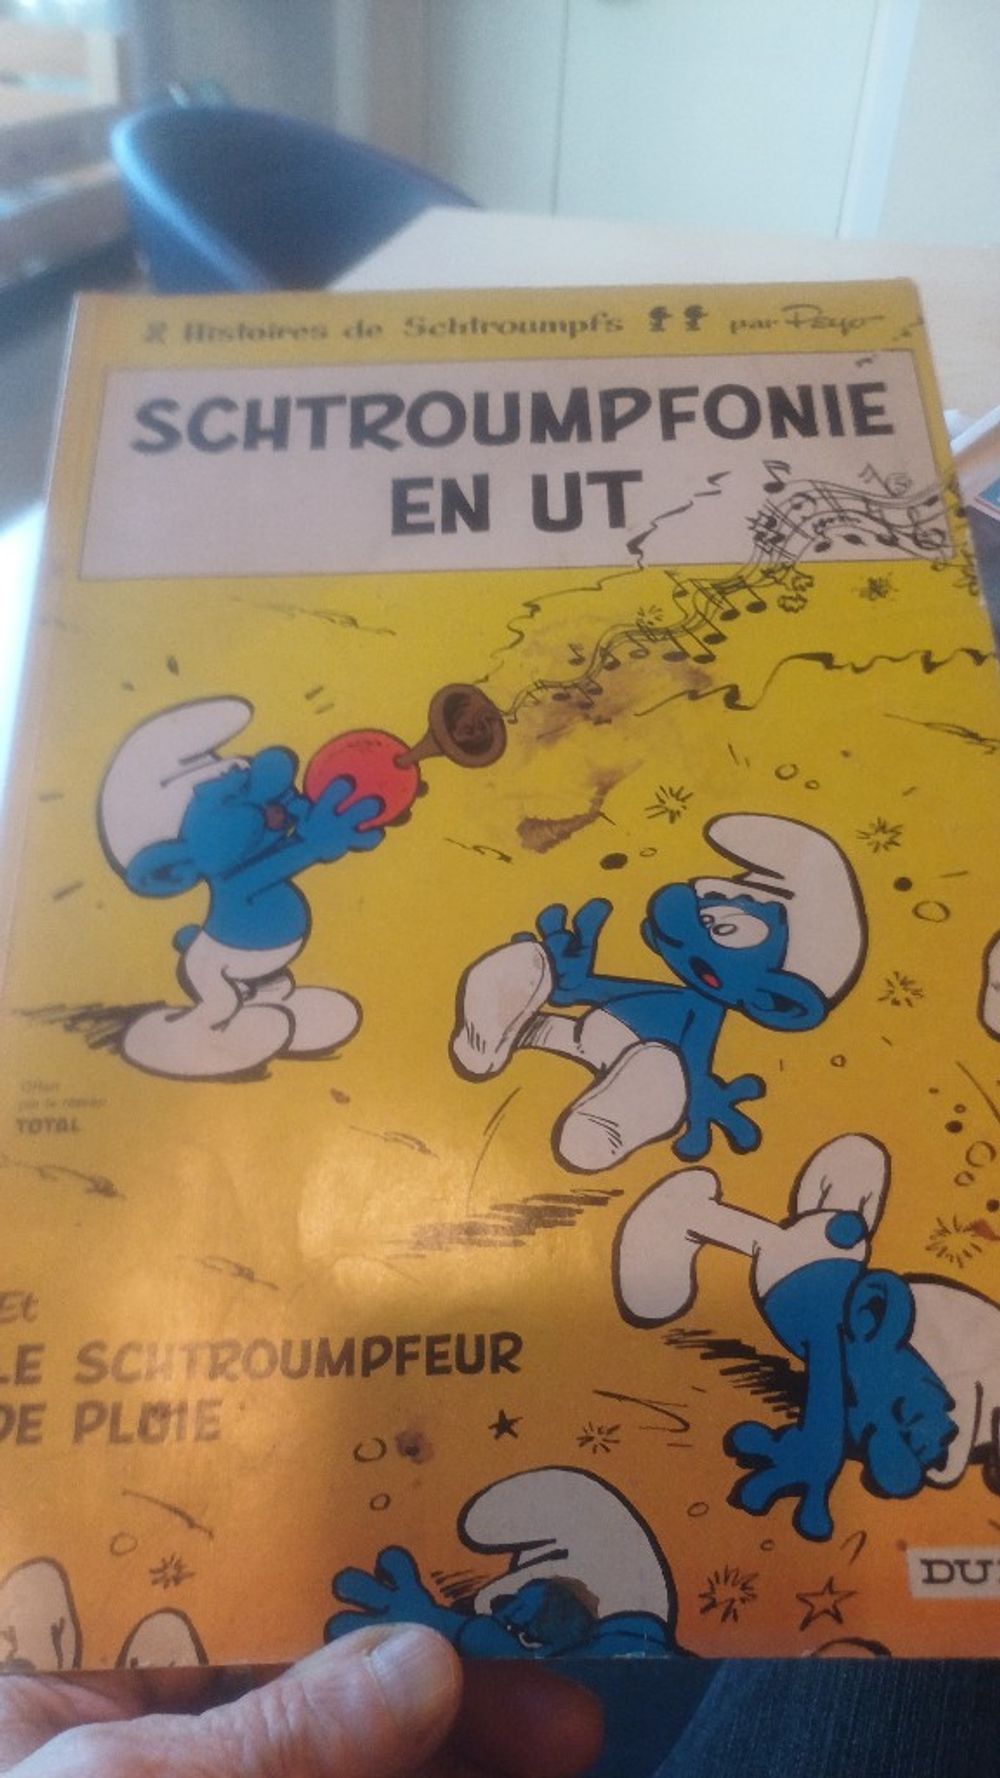 2 Histoires de Schtroumpfs par Peyo
SCHTROUMPFONIE
EN UT
Offert
par le réseau
TOTAL
Et
LE SCHTROUMPFEUR
DE PLUIE
DU